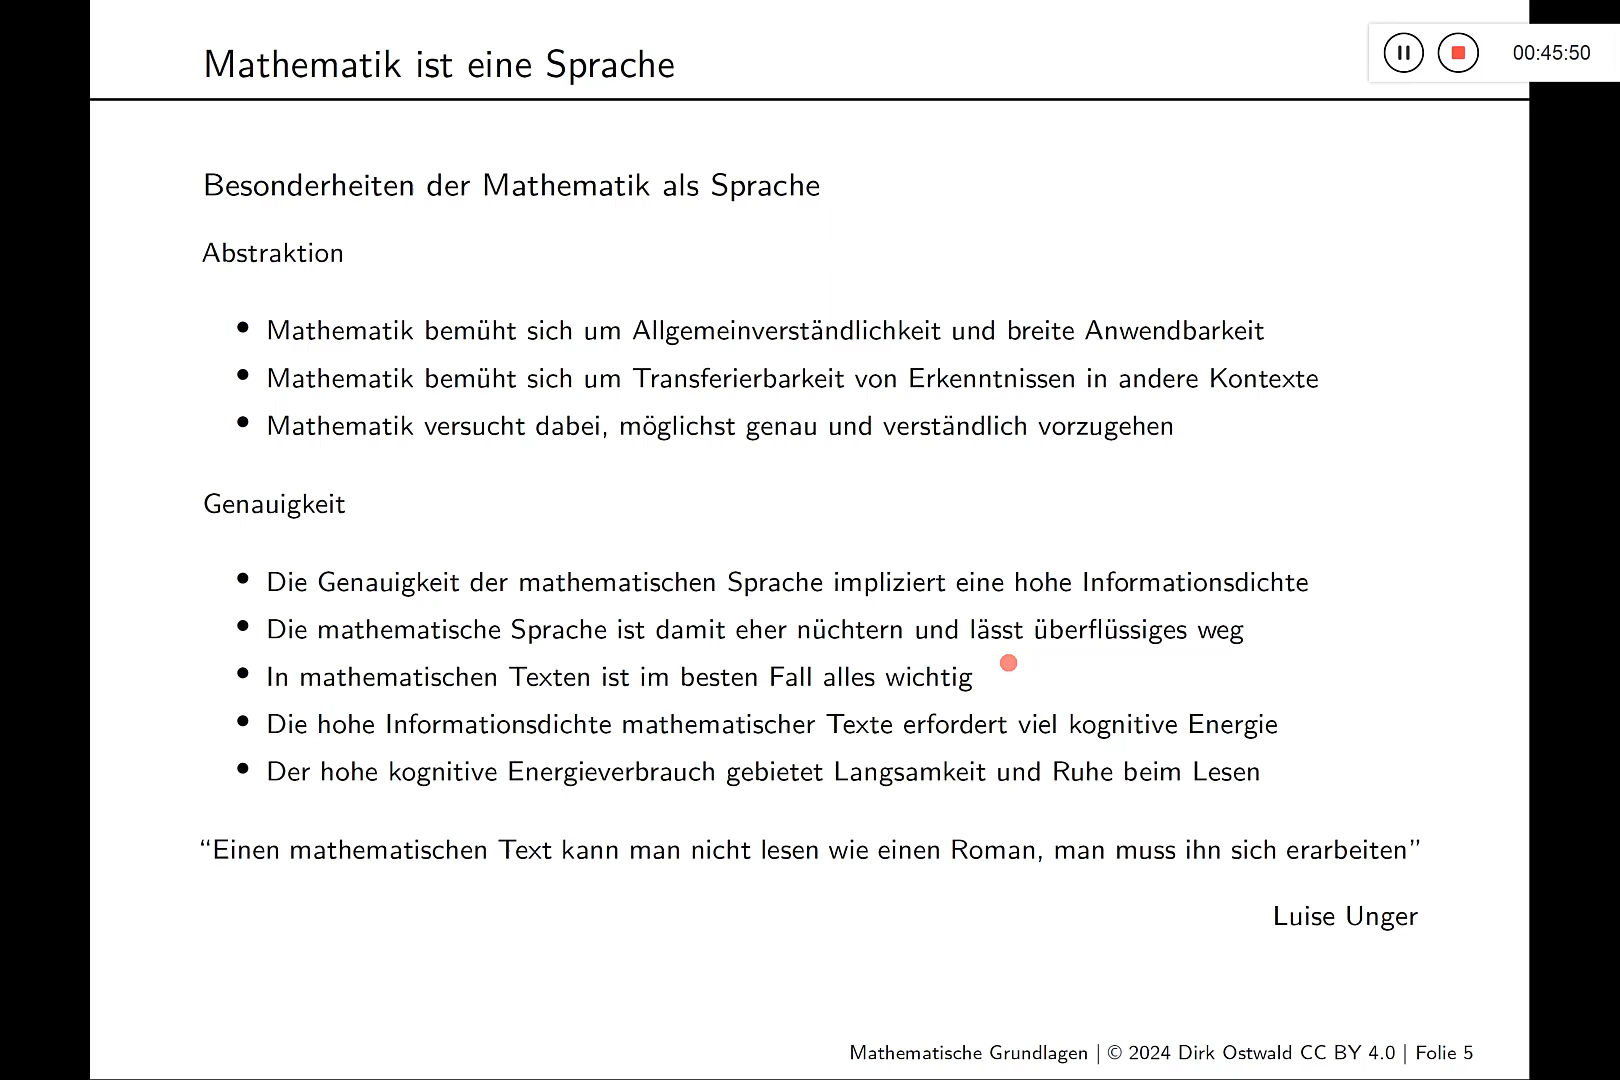 Mathematik ist eine Sprache
00:45:50
Besonderheiten der Mathematik als Sprache
Abstraktion
• Mathematik bemüht sich um Allgemeinverständlichkeit und breite Anwendbarkeit
• Mathematik bemüht sich um Transferierbarkeit von Erkenntnissen in andere Kontexte
• Mathematik versucht dabei, möglichst genau und verständlich vorzugehen
Genauigkeit
• Die Genauigkeit der mathematischen Sprache impliziert eine hohe Informationsdichte
• Die mathematische Sprache ist damit eher nüchtern und lässt überflüssiges weg
• In mathematischen Texten ist im besten Fall alles wichtig
• Die hohe Informationsdichte mathematischer Texte erfordert viel kognitive Energie
• Der hohe kognitive Energieverbrauch gebietet Langsamkeit und Ruhe beim Lesen
“Einen mathematischen Text kann man nicht lesen wie einen Roman, man muss ihn sich erarbeiten”
Luise Unger
Mathematische Grundlagen | © 2024 Dirk Ostwald CC BY 4.0 | Folie 5